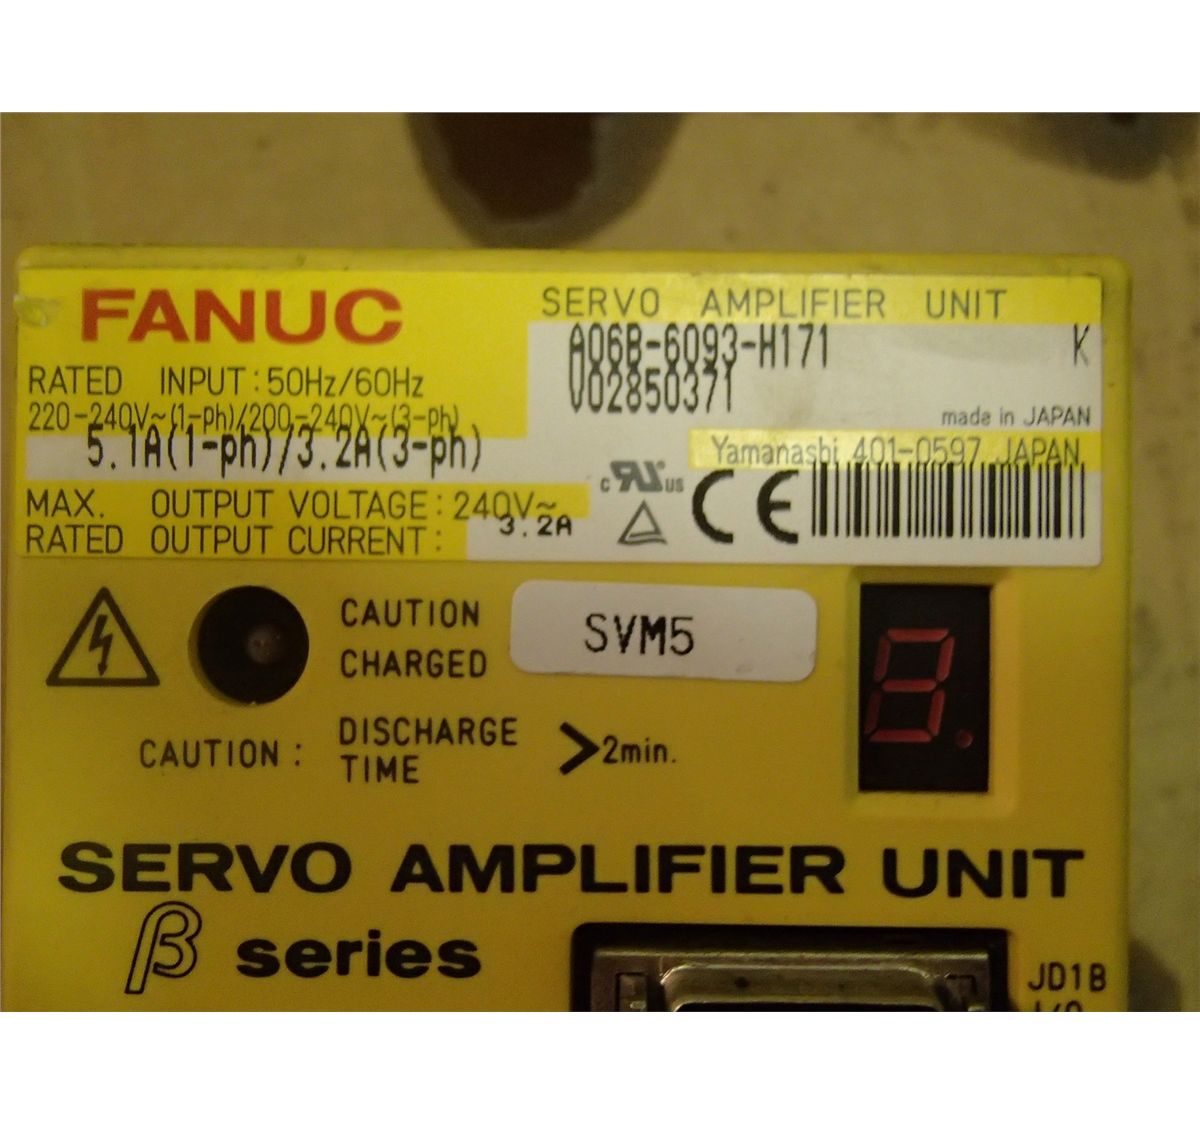 FANUC
SERVO AMPLIFIER UNIT
A06B-6093-H171 K
V02850371
RATED INPUT:50Hz/60Hz
220-240V~(1-ph)/200-240V~(3-ph)
5.1A(1-ph)/3.2A(3-ph)
made in JAPAN
Yamanashi 401-0597 JAPAN
MAX. OUTPUT VOLTAGE:240V~
RATED OUTPUT CURRENT: 3.2A
c RU us
CE
CAUTION
CHARGED
SVM5
8.
CAUTION: DISCHARGE
TIME >2min.
SERVO AMPLIFIER UNIT
β series
JD1B